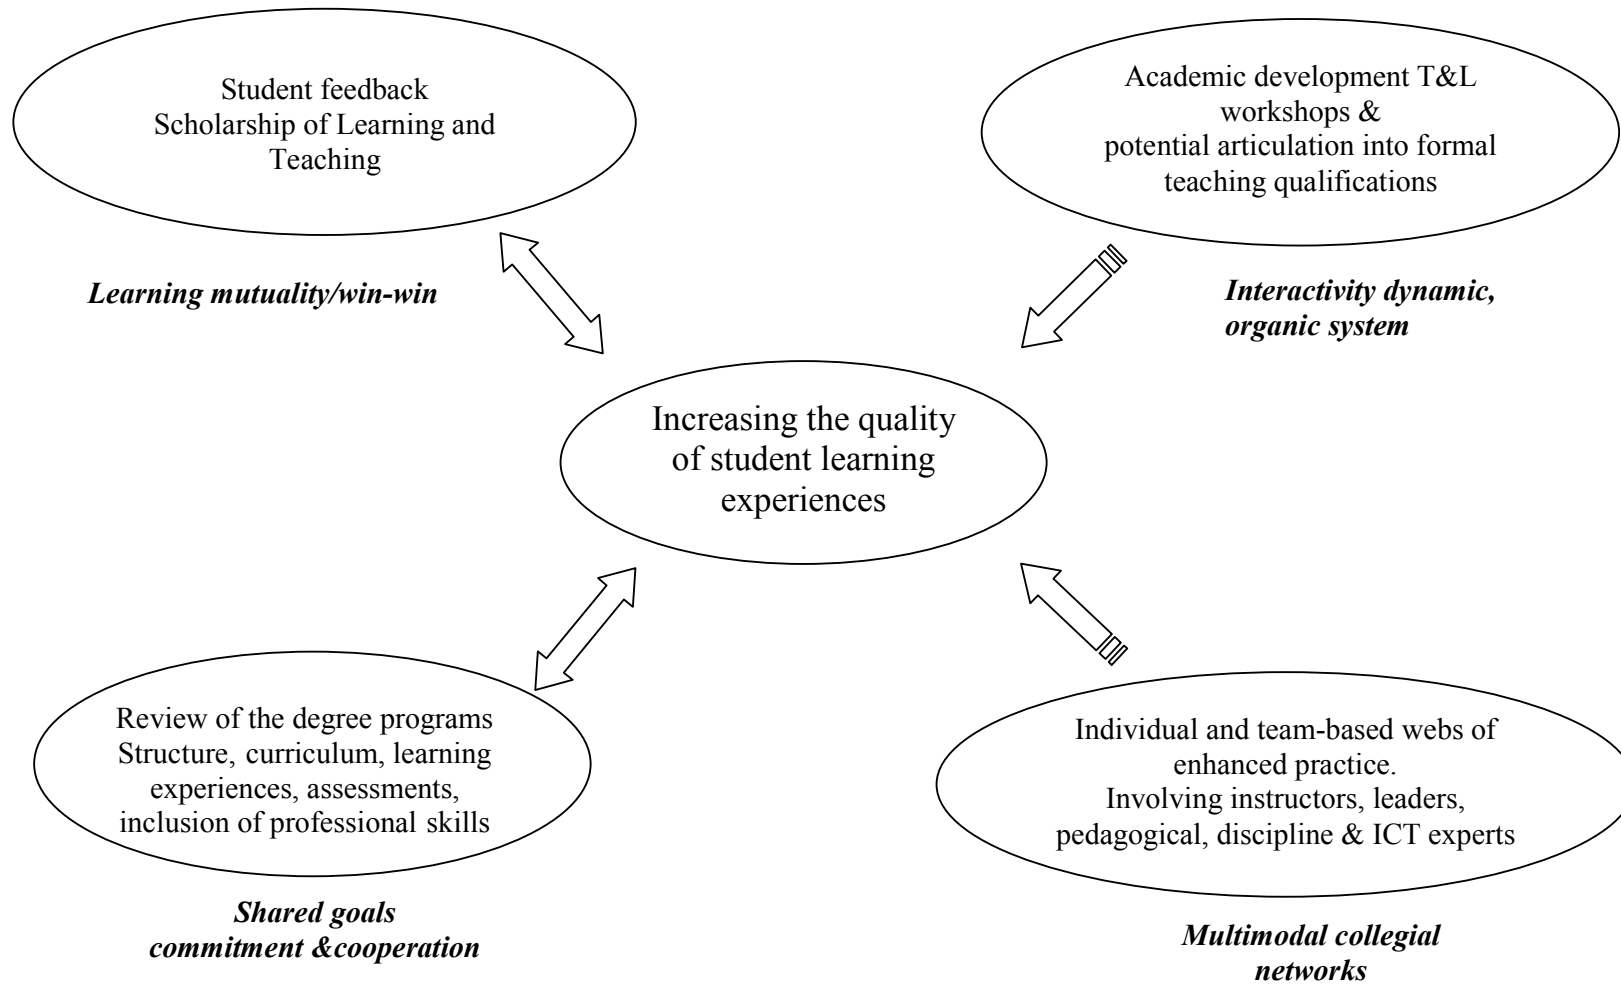 Student feedback
Scholarship of Learning and
Teaching
Academic development T&L
workshops &
potential articulation into formal
teaching qualifications
Learning mutuality/win-win
Interactivity dynamic,
organic system
Increasing the quality
of student learning
experiences
Review of the degree programs
Structure, curriculum, learning
experiences, assessments,
inclusion of professional skills
Individual and team-based webs of
enhanced practice.
Involving instructors, leaders,
pedagogical, discipline & ICT experts
Shared goals
commitment &cooperation
Multimodal collegial
networks